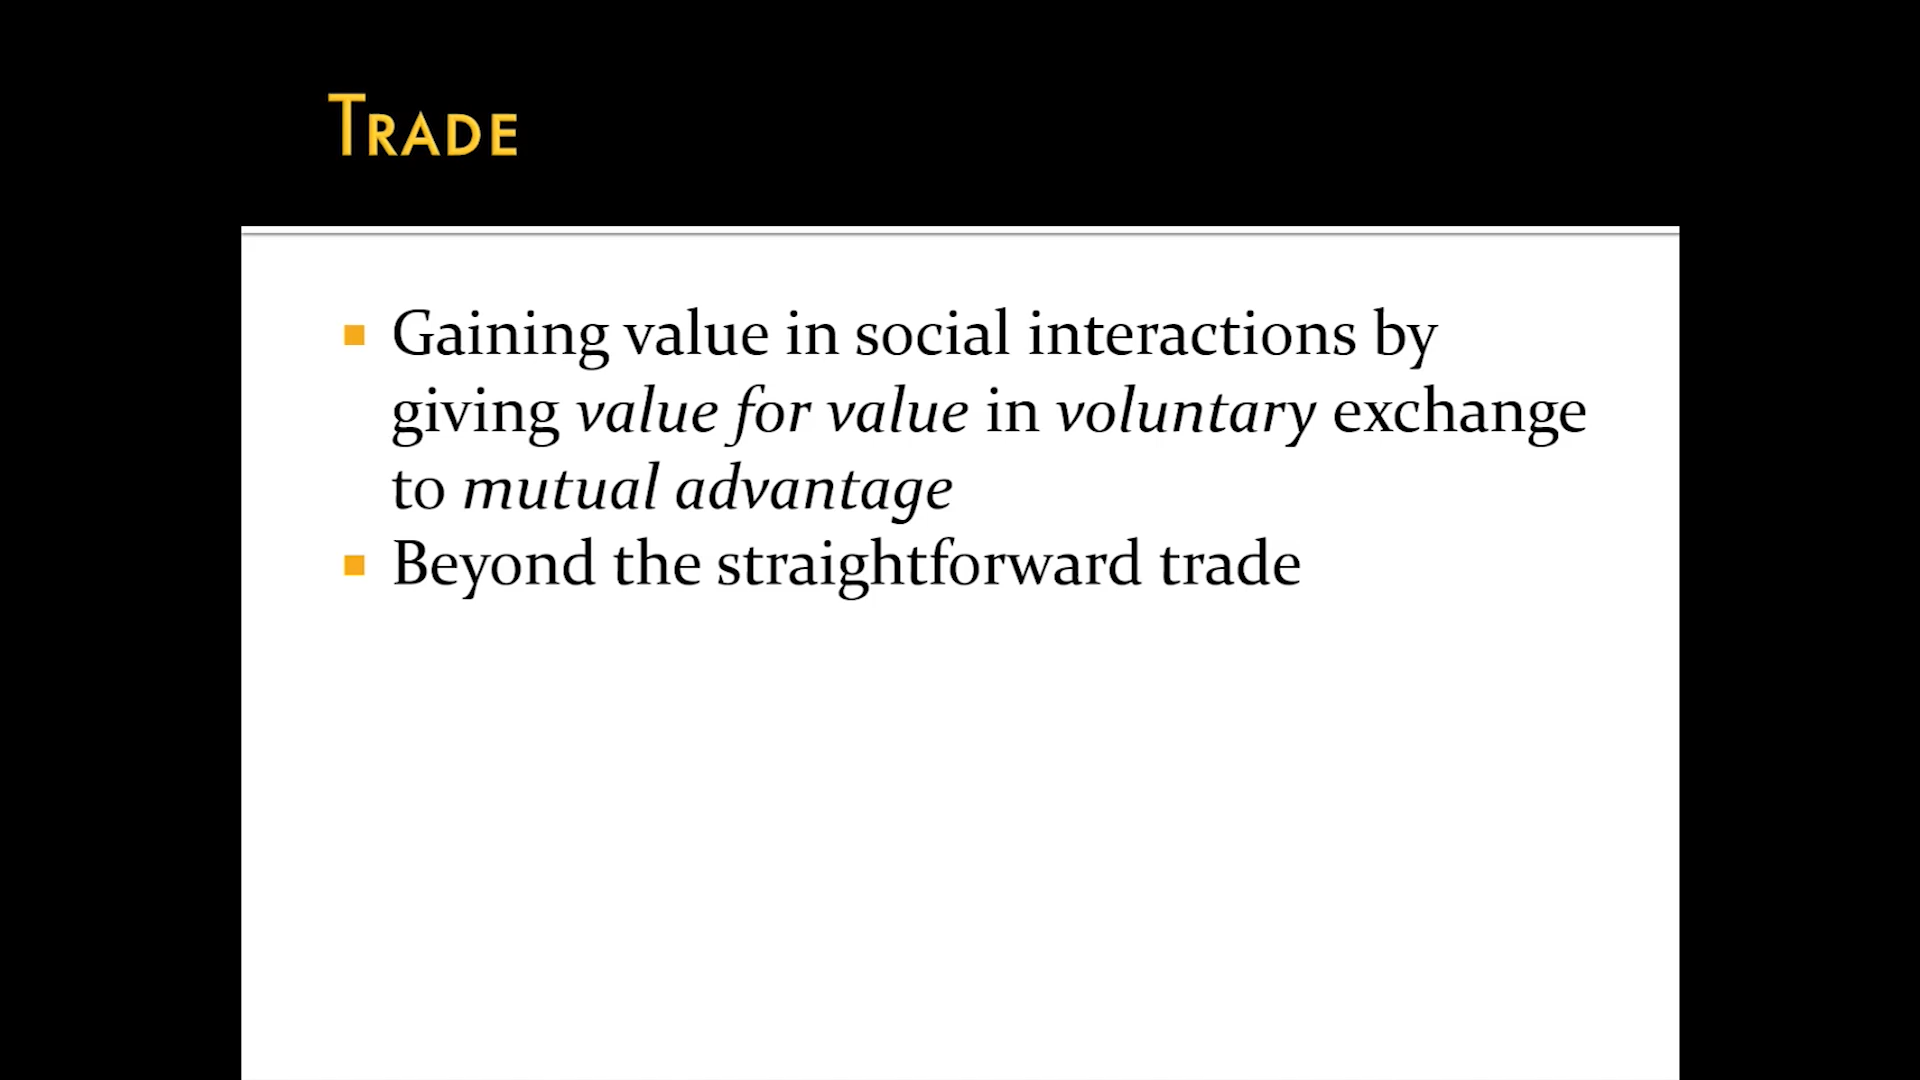 Trade
Gaining value in social interactions by
giving value for value in voluntary exchange
to mutual advantage
Beyond the straightforward trade